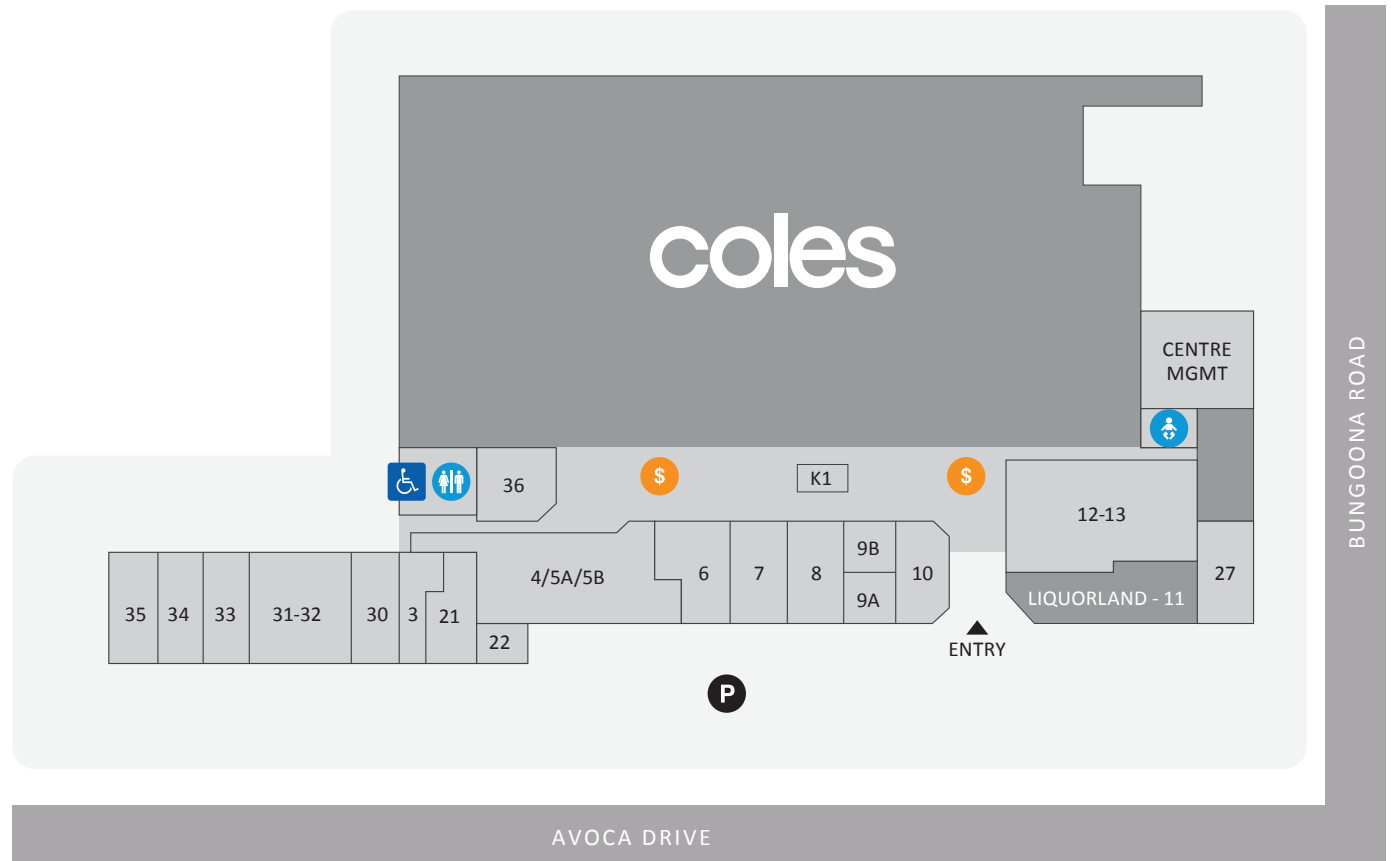 coles
CENTRE
MGMT
BUNGOONA ROAD
36
$
K1
$
12-13
4/5A/5B
6
7
8
9B
9A
10
27
LIQUORLAND - 11
35
34
33
31-32
30
3
21
22
ENTRY
P
AVOCA DRIVE